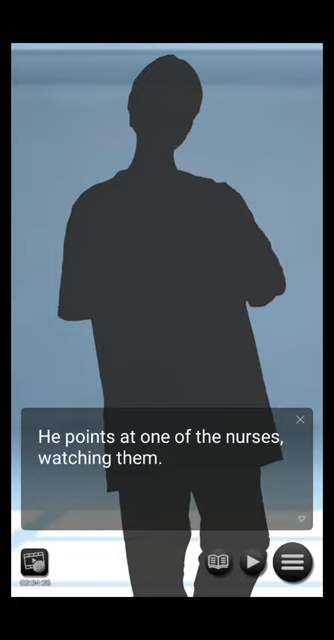 He points at one of the nurses,
watching them.